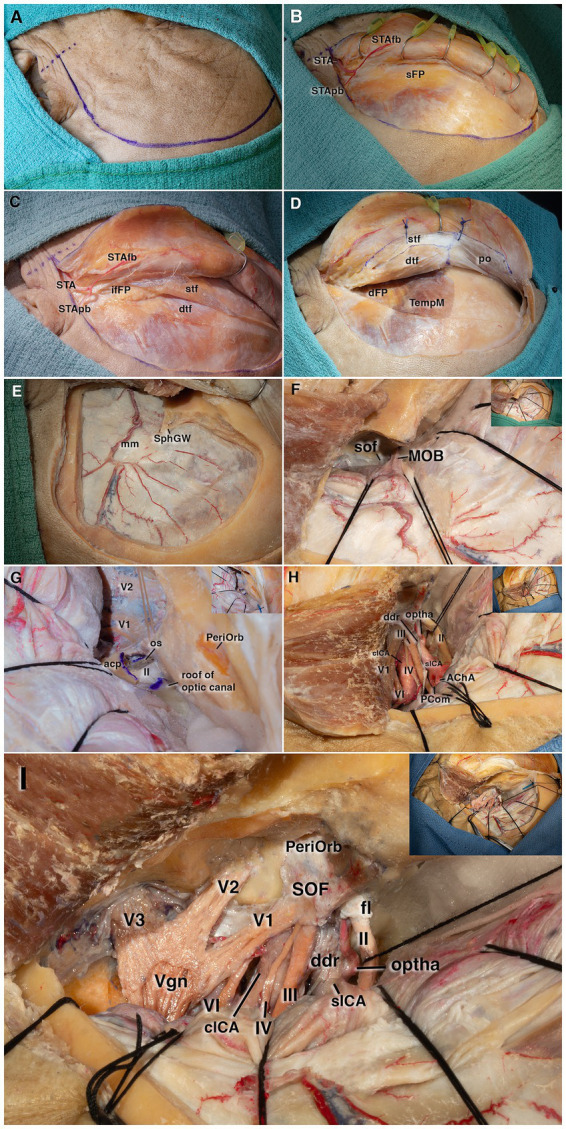 A
B
STAfb
STA
sFP
STApb
C
STAfb
STA
ifFP
stf
STApb
dtf
D
stf
dtf
po
dFP
TempM
E
mm
SphGW
F
sof
MOB
G
V2
V1
os
PeriOrb
acp
II
roof of
optic canal
H
ddr
optha
III
II
clCA
slCA
V1
IV
AChA
VI
PCom
I
PeriOrb
V2
SOF
V3
V1
fl
II
ddr
optha
Vgn
VI
III
slCA
clCA
IV